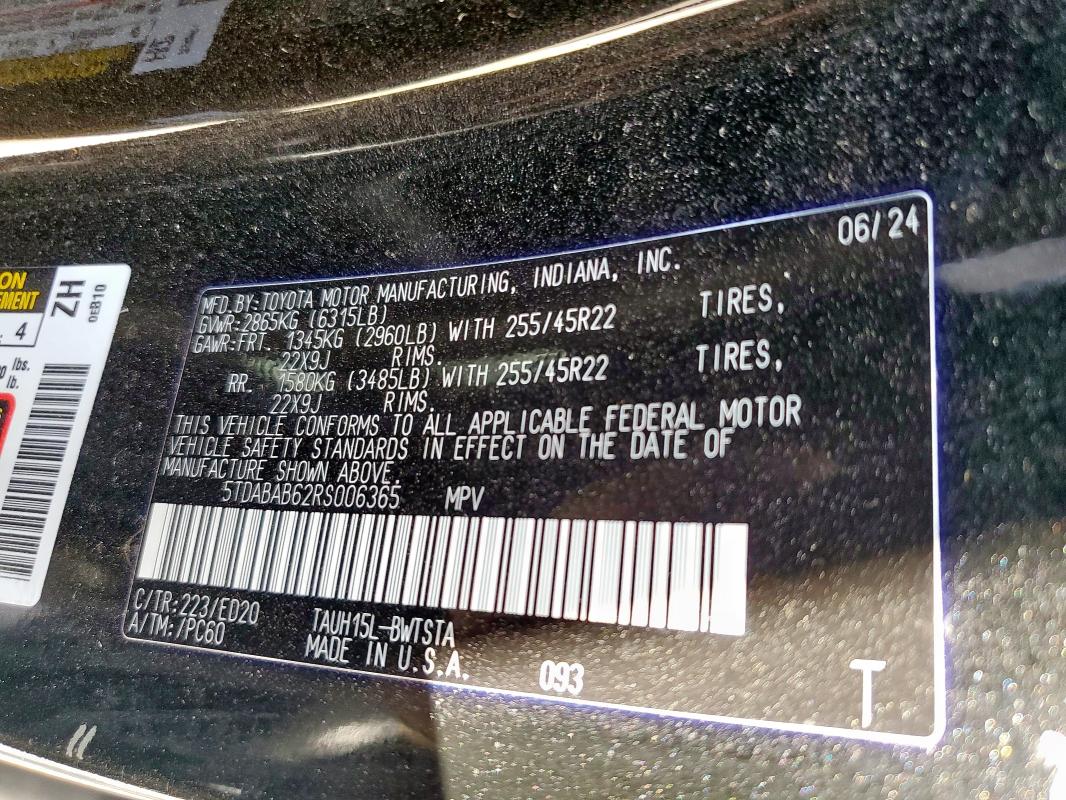 06/24
MFD.BY:TOYOTA MOTOR MANUFACTURING, INDIANA, INC.
GVWR:2865KG (6315LB)
GAWR:FRT. 1345KG (2960LB) WITH 255/45R22 TIRES,
22X9J RIMS.
RR. 1580KG (3485LB) WITH 255/45R22 TIRES,
22X9J RIMS.
THIS VEHICLE CONFORMS TO ALL APPLICABLE FEDERAL MOTOR
VEHICLE SAFETY STANDARDS IN EFFECT ON THE DATE OF
MANUFACTURE SHOWN ABOVE.
5TDABAB62RS006365 MPV
C/TR:223/ED20 TAUH15L-BWTSTA
A/TM:/PC60 MADE IN U.S.A. 093
T
ZH
0EB10
4
lbs.
lb.